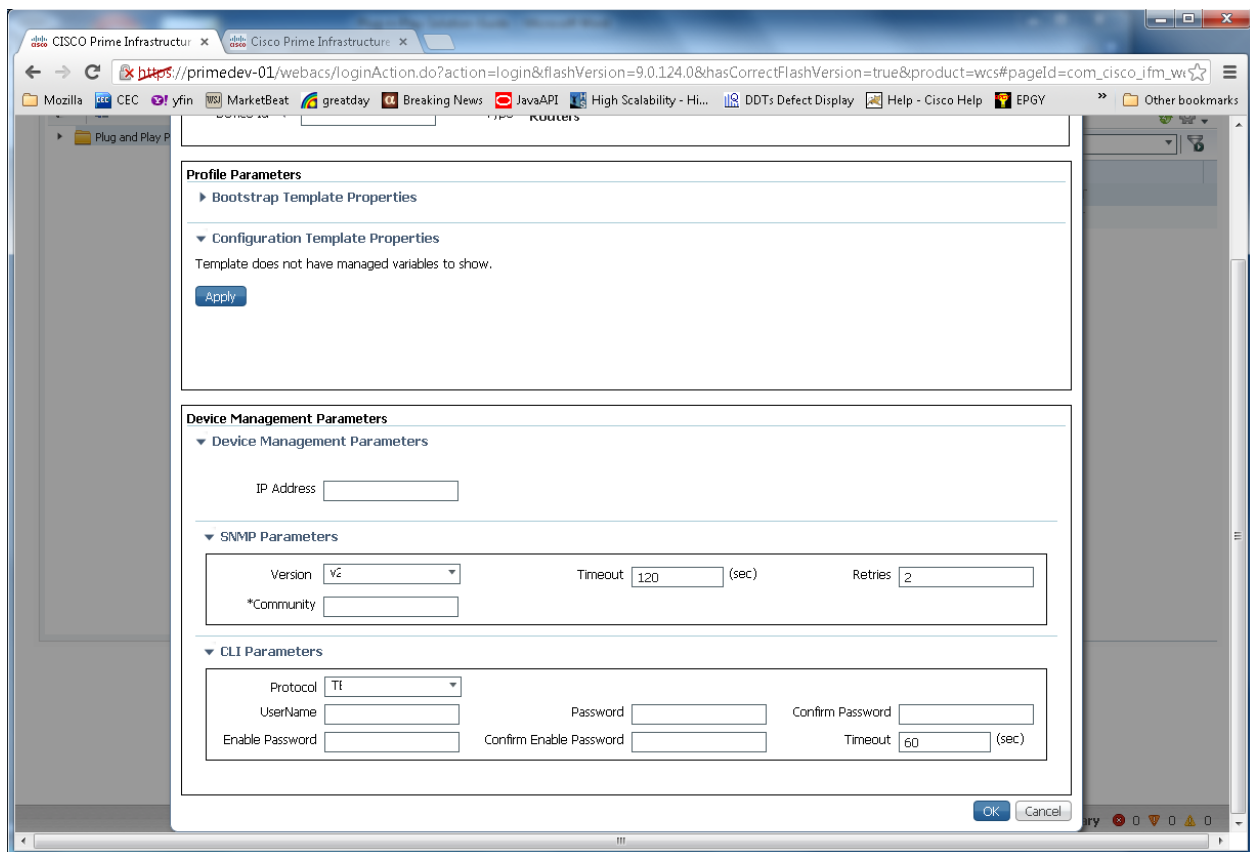 CISCO Prime Infrastructur ×
Cisco Prime Infrastructure ×
https://primedev-01/webacs/loginAction.do?action=login&flashVersion=9.0.124.0&hasCorrectFlashVersion=true&product=wcs#pageId=com_cisco_ifm_w
Mozilla CEC yfin MarketBeat greatday Breaking News JavaAPI High Scalability - Hi... DDTs Defect Display Help - Cisco Help EPGY » Other bookmarks
Type Routers
Plug and Play P
Profile Parameters
Bootstrap Template Properties
Configuration Template Properties
Template does not have managed variables to show.
Apply
Device Management Parameters
Device Management Parameters
IP Address
SNMP Parameters
Version v2 Timeout 120 (sec) Retries 2
*Community
CLI Parameters
Protocol TE
UserName Password Confirm Password
Enable Password Confirm Enable Password Timeout 60 (sec)
OK Cancel
ary 0 0 0